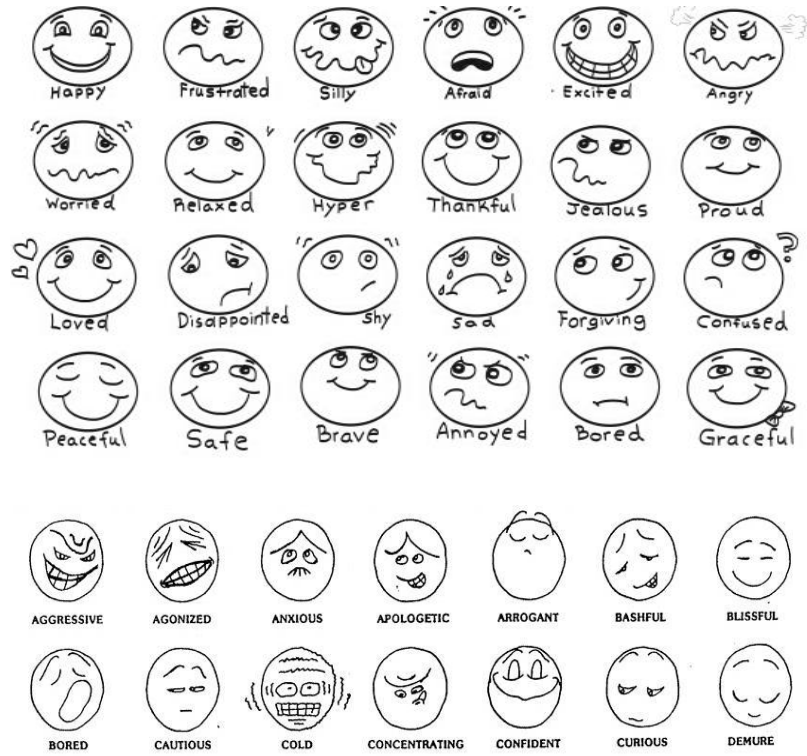 Happy Frustrated Silly Afraid Excited Angry
Worried Relaxed Hyper Thankful Jealous Proud
?
Loved Disappointed Shy Sad Forgiving Confused
Peaceful Safe Brave Annoyed Bored Graceful
AGGRESSIVE AGONIZED ANXIOUS APOLOGETIC ARROGANT BASHFUL BLISSFUL
BORED CAUTIOUS COLD CONCENTRATING CONFIDENT CURIOUS DEMURE